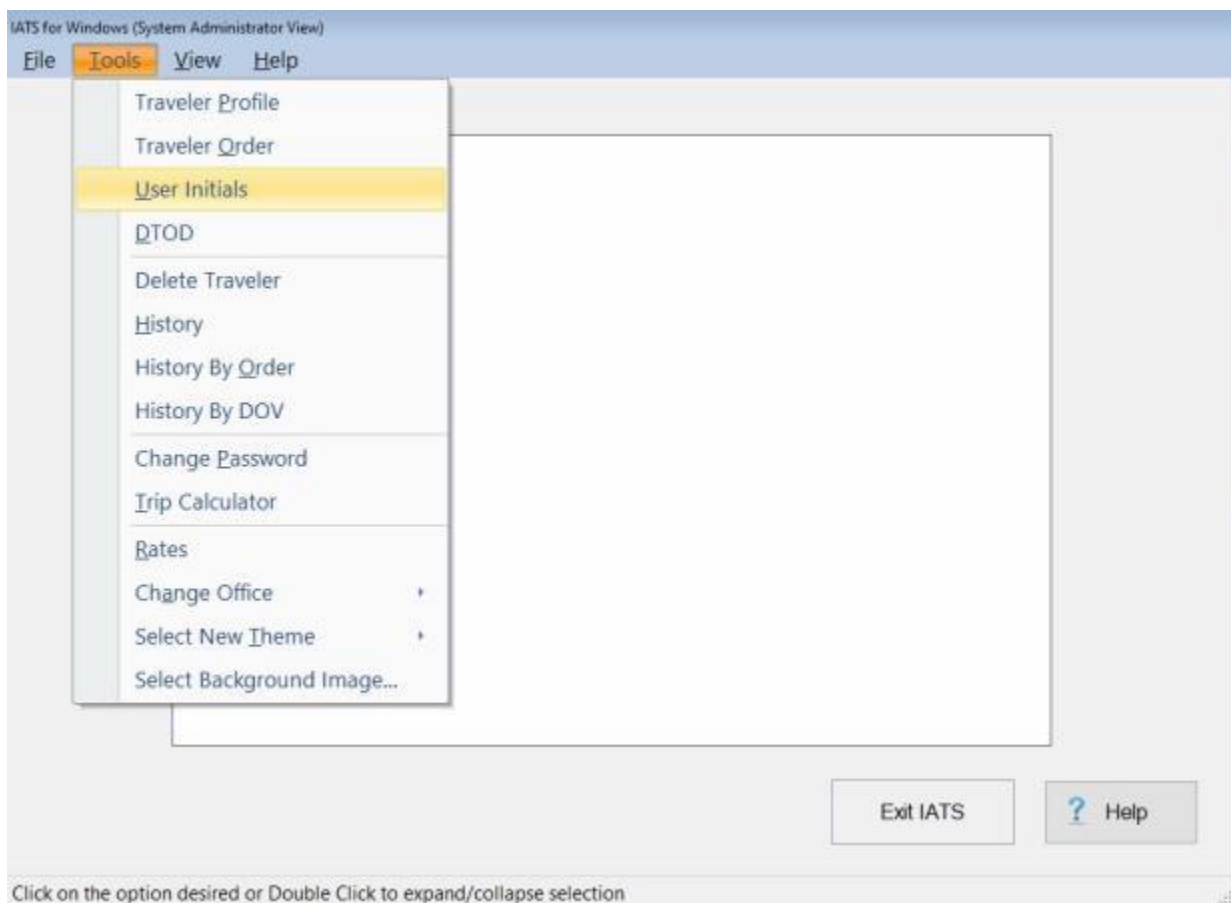 IATS for Windows (System Administrator View)
File Tools View Help
Traveler Profile
Traveler Order
User Initials
DTOD
Delete Traveler
History
History By Order
History By DOV
Change Password
Trip Calculator
Rates
Change Office
Select New Theme
Select Background Image...
Exit IATS
? Help
Click on the option desired or Double Click to expand/collapse selection